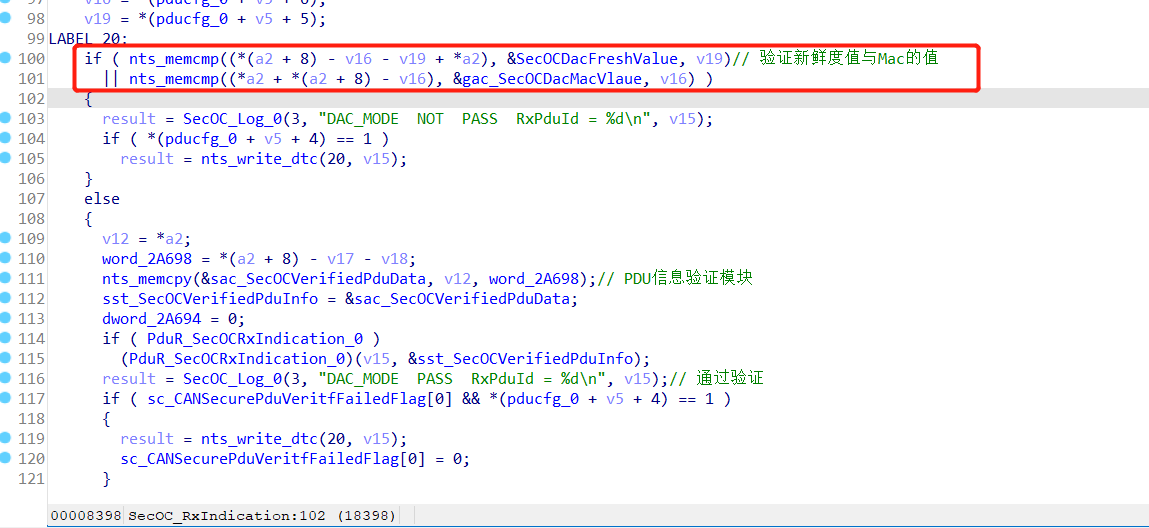 97 v18 = *(pducfg_0 + v5 + 6);
98 v19 = *(pducfg_0 + v5 + 5);
99 LABEL_20:
100 if ( nts_memcmp((*(a2 + 8) - v16 - v19 + *a2), &SecOCDacFreshValue, v19)// 验证新鲜度值与Mac的值
101 || nts_memcmp((*a2 + *(a2 + 8) - v16), &gac_SecOCDacMacVlaue, v16) )
102 {
103 result = SecOC_Log_0(3, "DAC_MODE  NOT  PASS  RxPduId = %d\n", v15);
104 if ( *(pducfg_0 + v5 + 4) == 1 )
105 result = nts_write_dtc(20, v15);
106 }
107 else
108 {
109 v12 = *a2;
110 word_2A698 = *(a2 + 8) - v17 - v18;
111 nts_memcpy(&sac_SecOCVerifiedPduData, v12, word_2A698);// PDU信息验证模块
112 sst_SecOCVerifiedPduInfo = &sac_SecOCVerifiedPduData;
113 dword_2A694 = 0;
114 if ( PduR_SecOCRxIndication_0 )
115 (PduR_SecOCRxIndication_0)(v15, &sst_SecOCVerifiedPduInfo);
116 result = SecOC_Log_0(3, "DAC_MODE  PASS  RxPduId = %d\n", v15);// 通过验证
117 if ( sc_CANSecurePduVeritfFailedFlag[0] && *(pducfg_0 + v5 + 4) == 1 )
118 {
119 result = nts_write_dtc(20, v15);
120 sc_CANSecurePduVeritfFailedFlag[0] = 0;
121 }
00008398 SecOC_RxIndication:102 (18398)